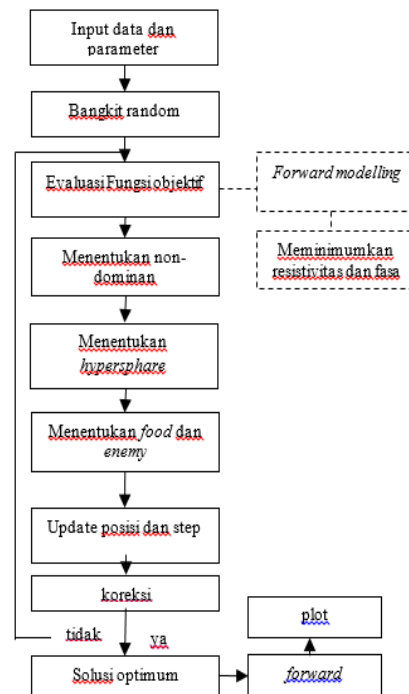 Input data dan
parameter
Bangkit random
Evaluasi Fungsi objektif
Forward modelling
Meminimumkan
resistivitas dan fasa
Menentukan non-
dominan
Menentukan
hypersphare
Menentukan food dan
enemy
Update posisi dan step
koreksi
tidak
ya
Solusi optimum
forward
plot